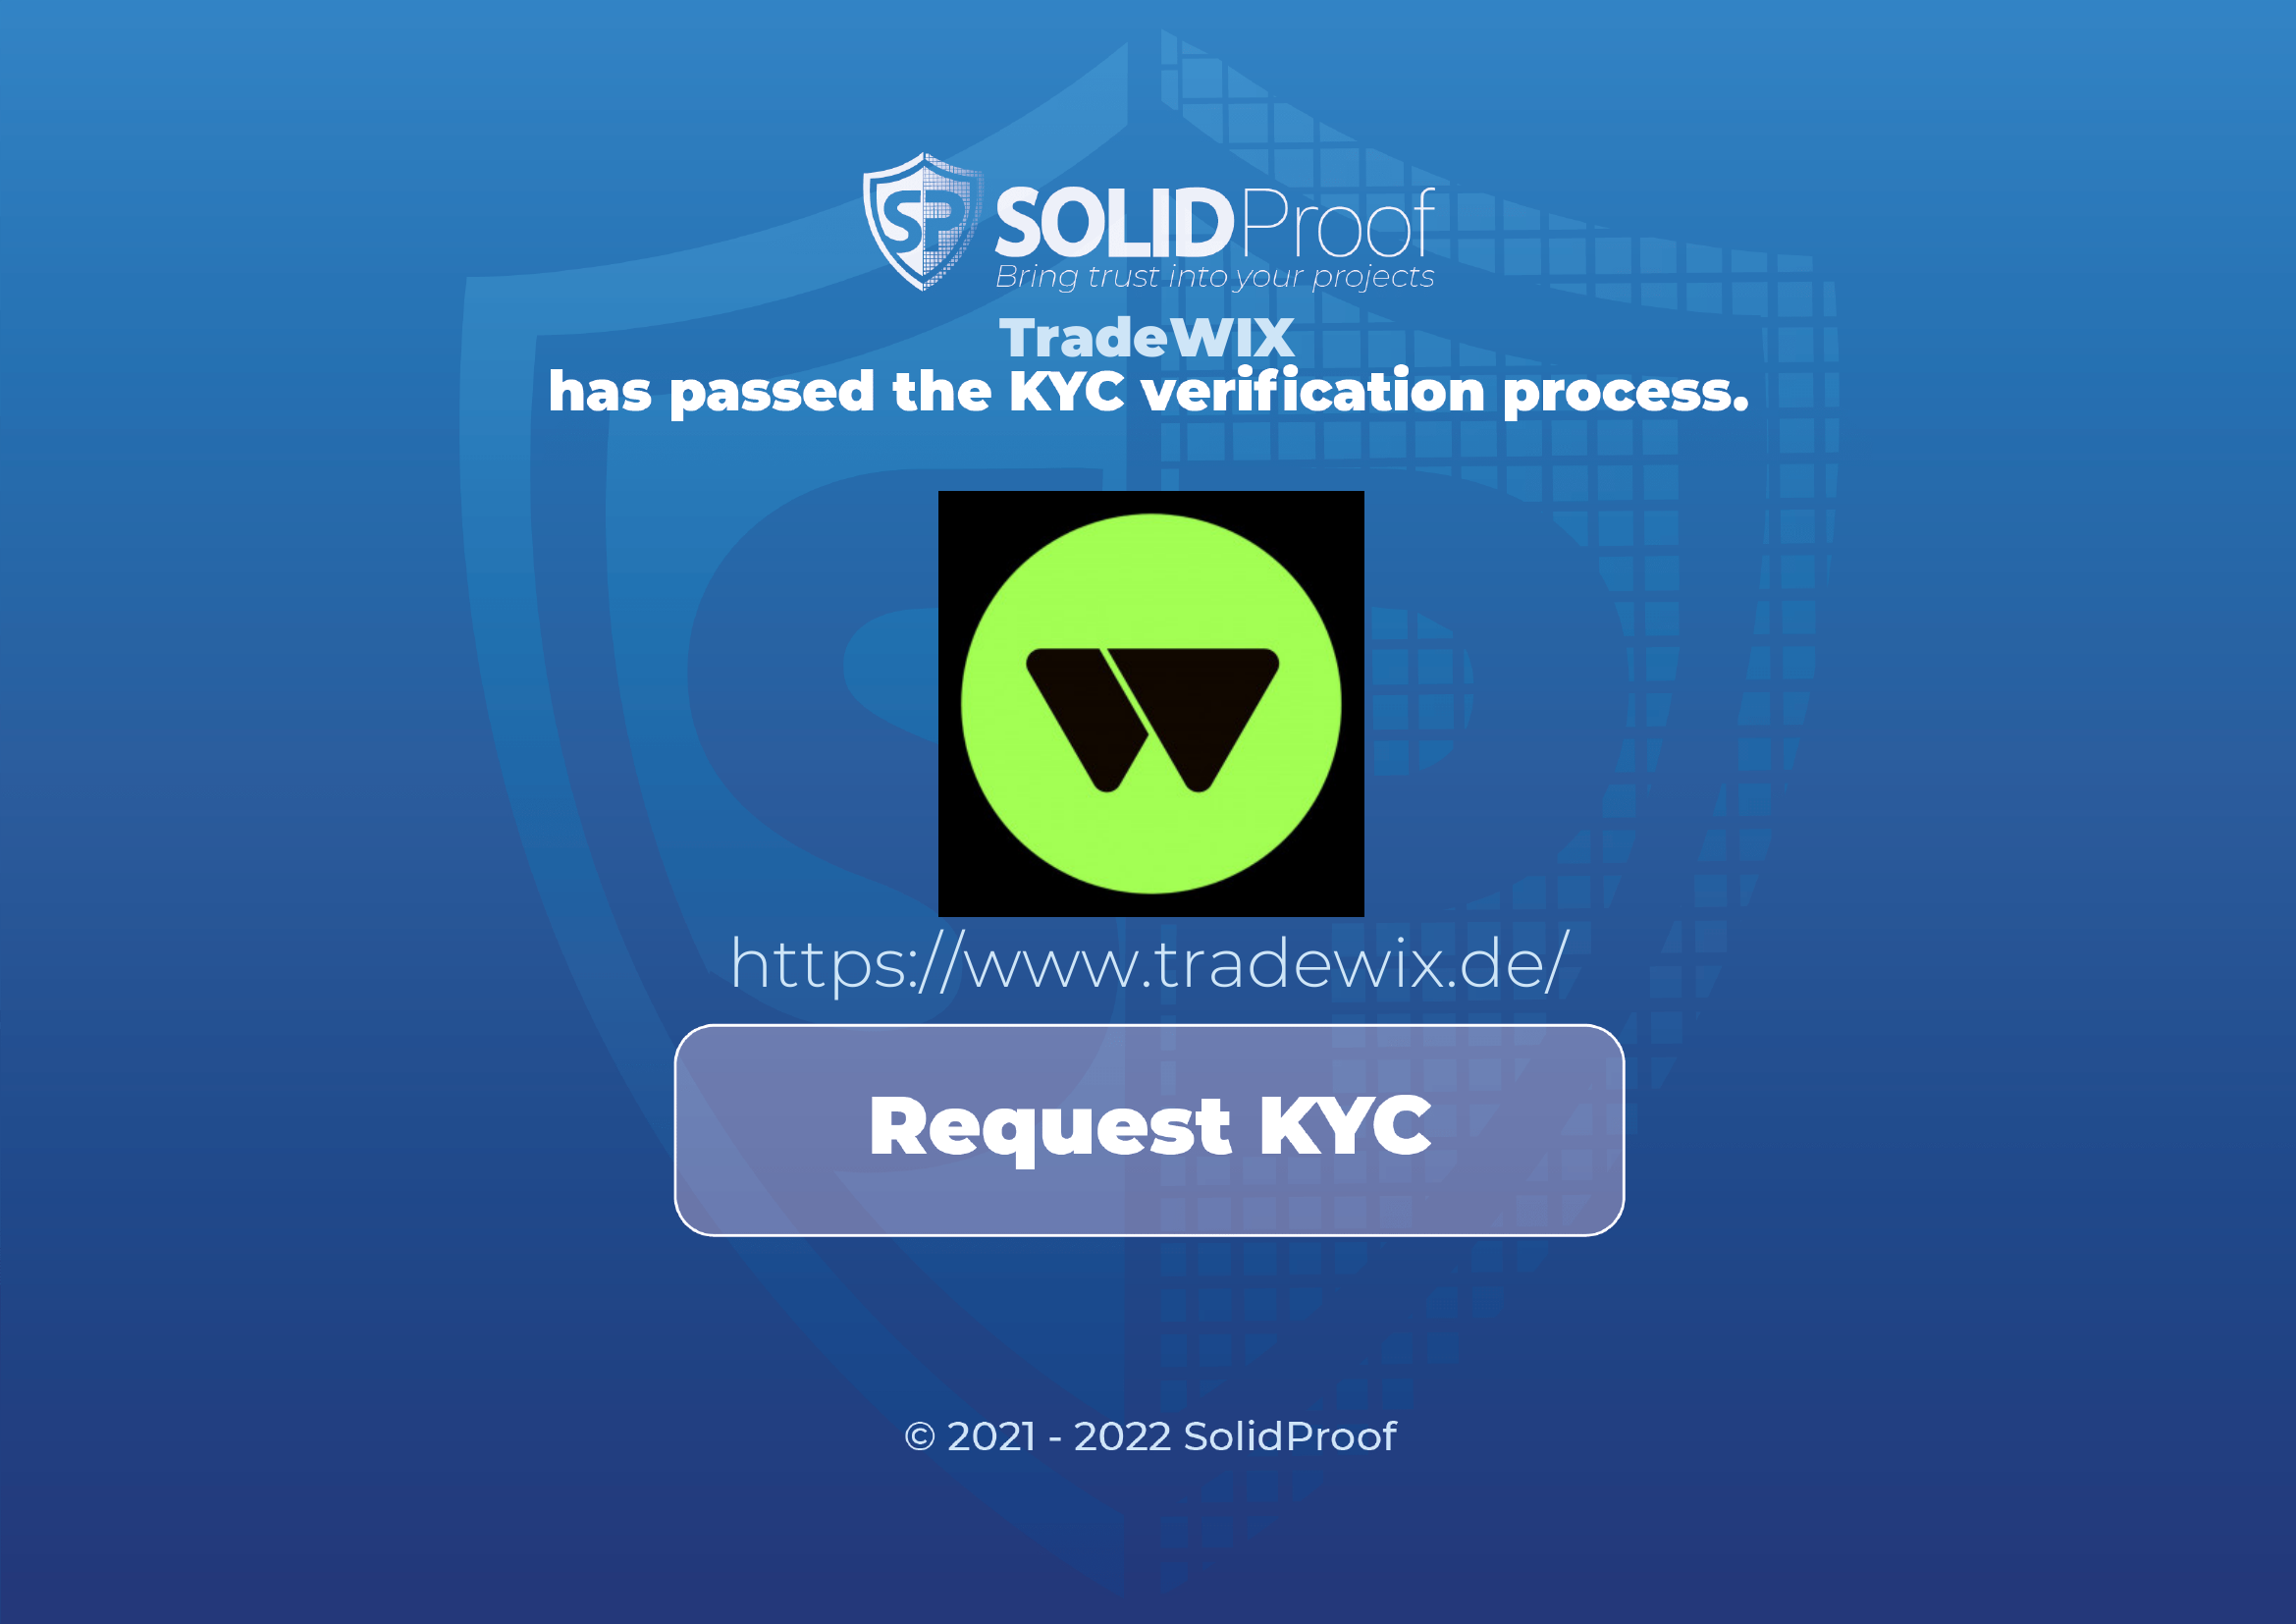 SP
SOLIDProof
Bring trust into your projects
TradeWIX
has passed the KYC verification process.
https://www.tradewix.de/
Request KYC
© 2021 - 2022 SolidProof